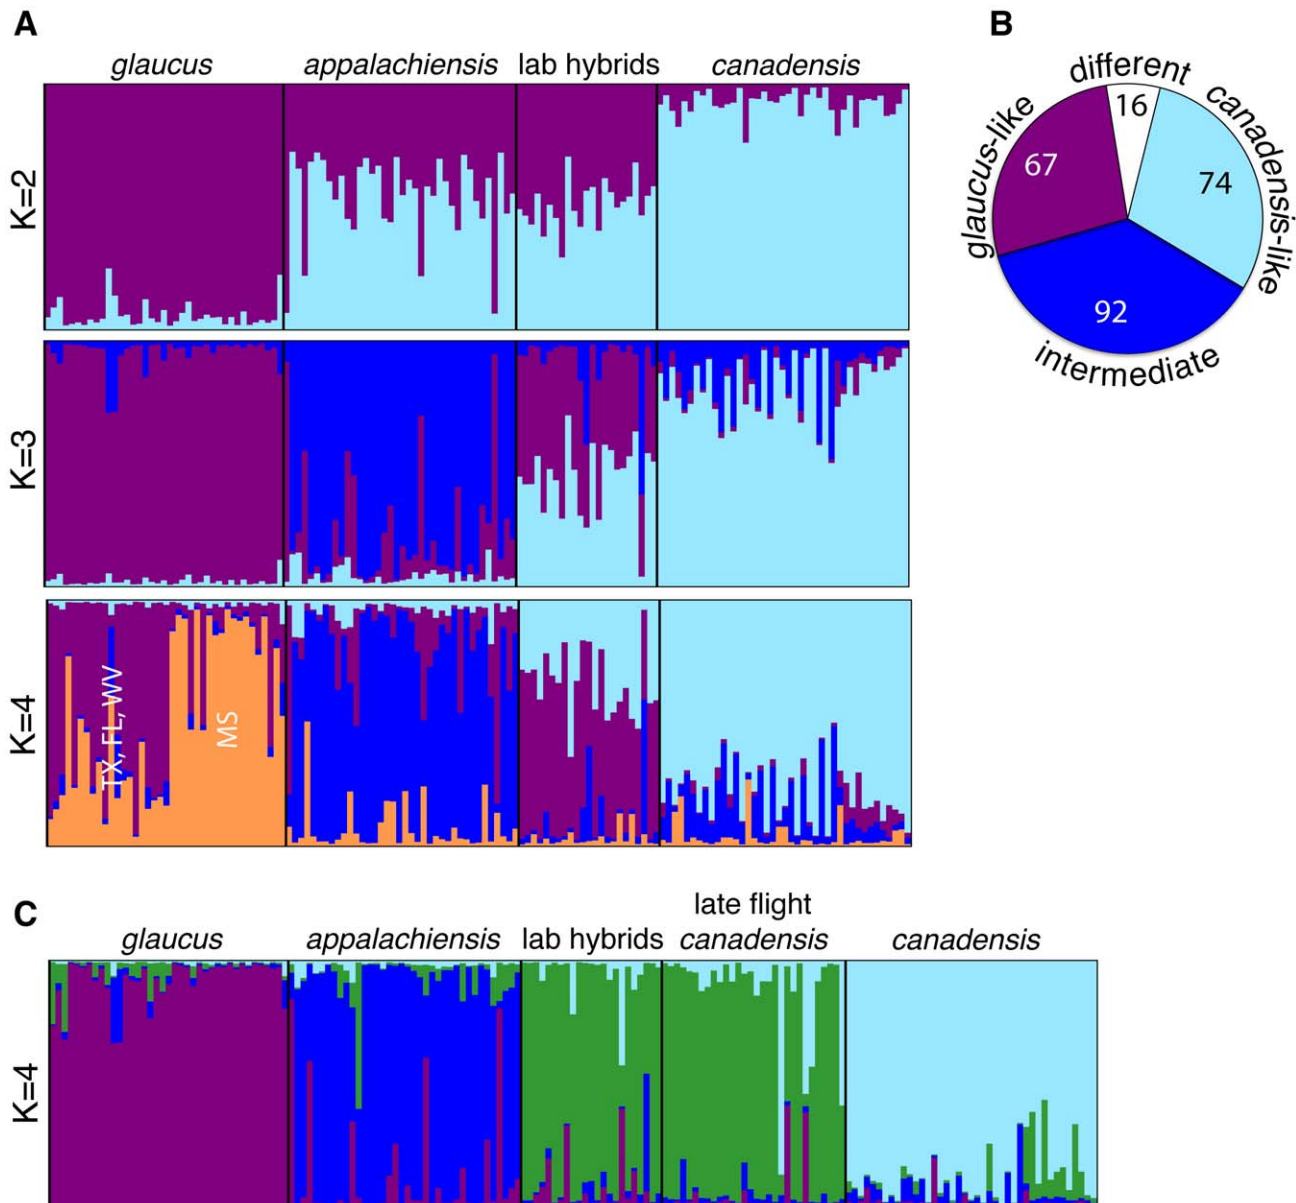 A
glaucus appalachiensis lab hybrids canadensis
K=2
K=3
K=4
TX, FL, WV
MS
B
different
16
canadensis-like
74
glaucus-like
67
92
intermediate
C
late flight
glaucus appalachiensis lab hybrids canadensis canadensis
K=4